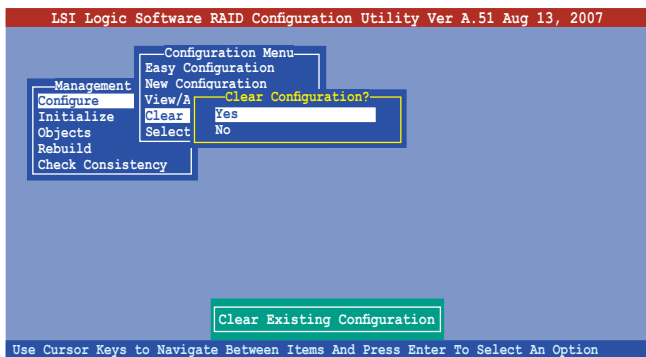 LSI Logic Software RAID Configuration Utility Ver A.51 Aug 13, 2007
Configuration Menu
Easy Configuration
New Configuration
View/A
Clear
Select
Management
Configure
Initialize
Objects
Rebuild
Check Consistency
Clear Configuration?
Yes
No
Clear Existing Configuration
Use Cursor Keys to Navigate Between Items And Press Enter To Select An Option